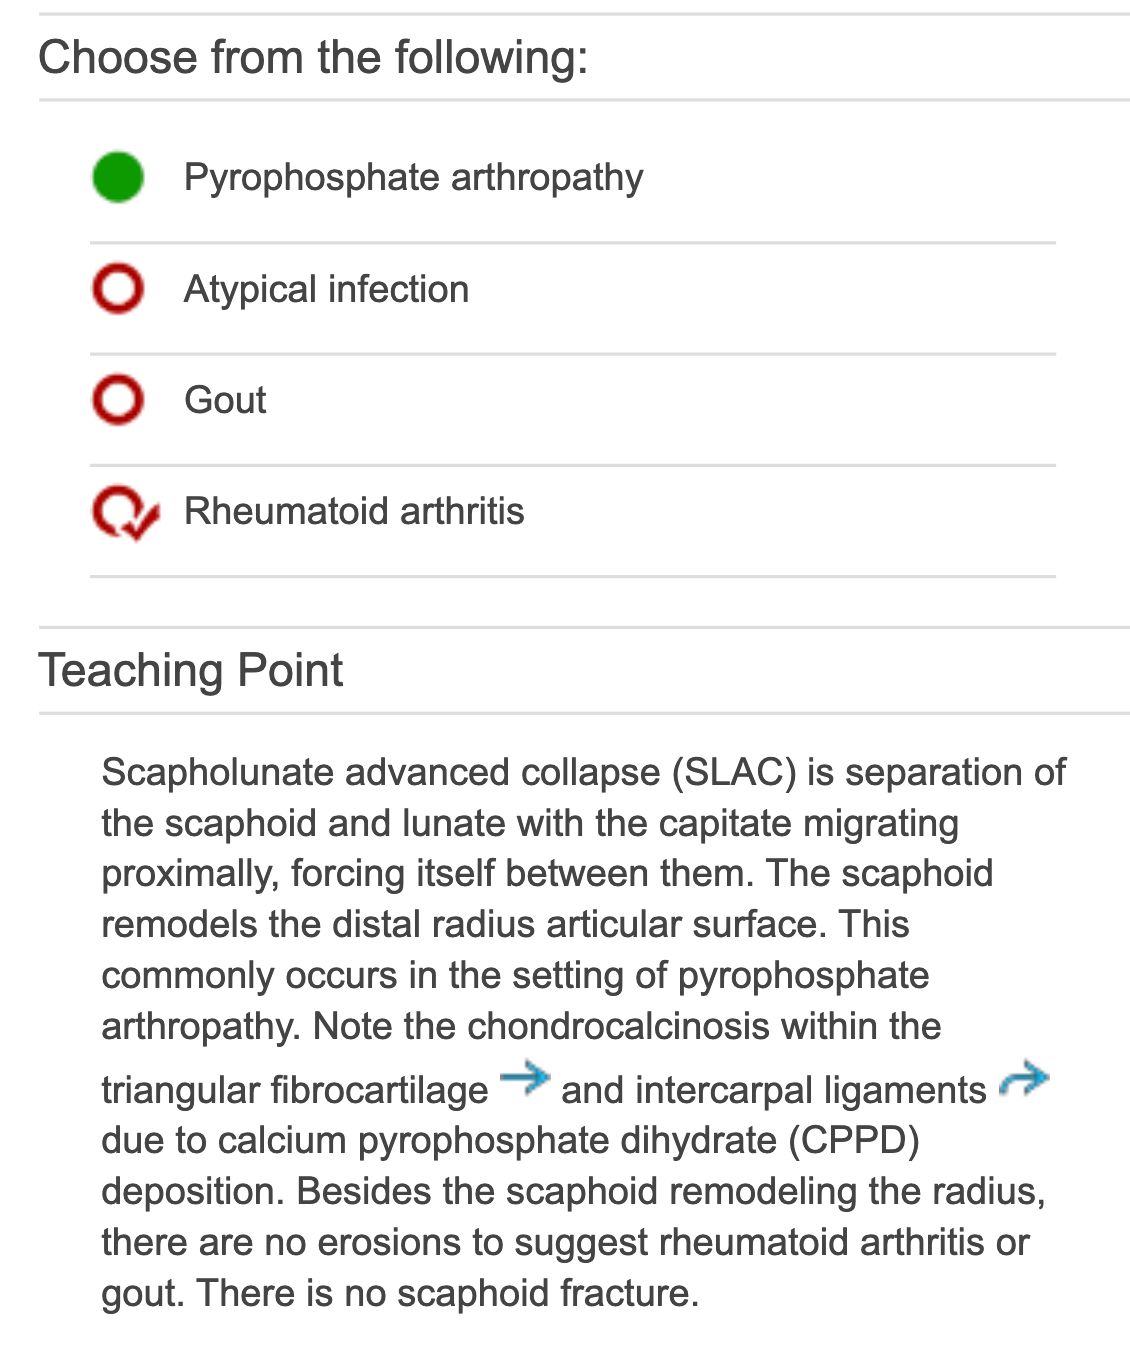 Choose from the following:
Pyrophosphate arthropathy
Atypical infection
Gout
Rheumatoid arthritis
Teaching Point
Scapholunate advanced collapse (SLAC) is separation of
the scaphoid and lunate with the capitate migrating
proximally, forcing itself between them. The scaphoid
remodels the distal radius articular surface. This
commonly occurs in the setting of pyrophosphate
arthropathy. Note the chondrocalcinosis within the
triangular fibrocartilage → and intercarpal ligaments ↷
due to calcium pyrophosphate dihydrate (CPPD)
deposition. Besides the scaphoid remodeling the radius,
there are no erosions to suggest rheumatoid arthritis or
gout. There is no scaphoid fracture.